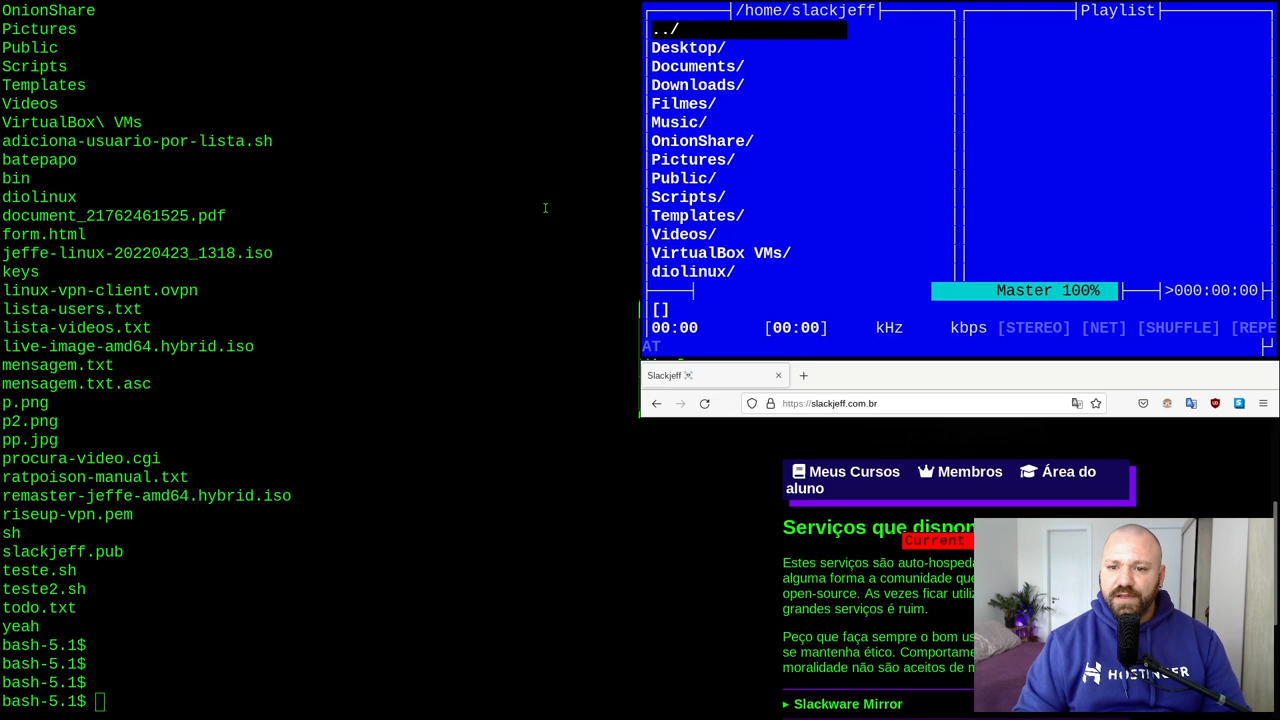 OnionShare
Pictures
Public
Scripts
Templates
Videos
VirtualBox\ VMs
adiciona-usuario-por-lista.sh
batepapo
bin
diolinux
document_21762461525.pdf
form.html
jeffe-linux-20220423_1318.iso
keys
linux-vpn-client.ovpn
lista-users.txt
lista-videos.txt
live-image-amd64.hybrid.iso
mensagem.txt
mensagem.txt.asc
p.png
p2.png
pp.jpg
procura-video.cgi
ratpoison-manual.txt
remaster-jeffe-amd64.hybrid.iso
riseup-vpn.pem
sh
slackjeff.pub
teste.sh
teste2.sh
todo.txt
yeah
bash-5.1$
bash-5.1$
bash-5.1$
bash-5.1$
/home/slackjeff
../
Desktop/
Documents/
Downloads/
Filmes/
Music/
OnionShare/
Pictures/
Public/
Scripts/
Templates/
Videos/
VirtualBox VMs/
diolinux/
Playlist
Master 100% >000:00:00
[]
00:00 [00:00] kHz kbps [STEREO] [NET] [SHUFFLE] [REPE
AT
Slackjeff
https://slackjeff.com.br
Meus Cursos Membros Área do
aluno
Serviços que dispon
Current
Estes serviços são auto-hosped
alguma forma a comunidade que
open-source. As vezes ficar utiliz
grandes serviços é ruim.
Peço que faça sempre o bom us
se mantenha ético. Comportame
moralidade não são aceitos de m
▸ Slackware Mirror
HOSTINGER